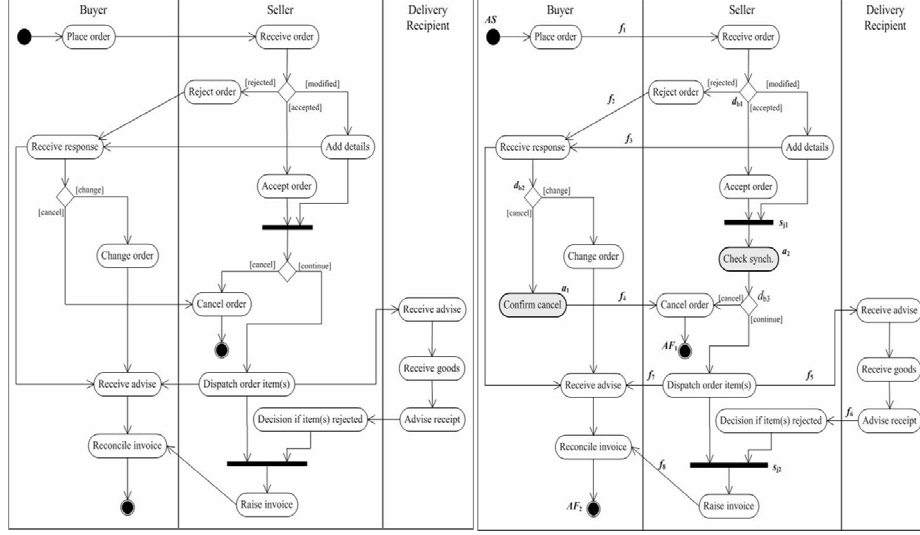 Buyer
Seller
Delivery
Recipient
Place order
Receive order
[rejected]
[modified]
Reject order
[accepted]
Receive response
Add details
Accept order
[change]
[cancel]
Change order
[cancel]
[continue]
Cancel order
Receive advise
Receive goods
Receive advise
Dispatch order item(s)
Decision if item(s) rejected
Advise receipt
Reconcile invoice
Raise invoice
Buyer
Seller
Delivery
Recipient
AS
Place order
f1
Receive order
[rejected]
[modified]
Reject order
db1
[accepted]
f2
f3
Receive response
Add details
Accept order
db2
[change]
[cancel]
sj1
Change order
Check synch.
a2
a1
Confirm cancel
f4
Cancel order
[cancel]
db3
[continue]
Receive advise
AF1
Receive goods
Receive advise
f7
Dispatch order item(s)
f5
Decision if item(s) rejected
f6
Advise receipt
Reconcile invoice
sj2
f8
AF2
Raise invoice